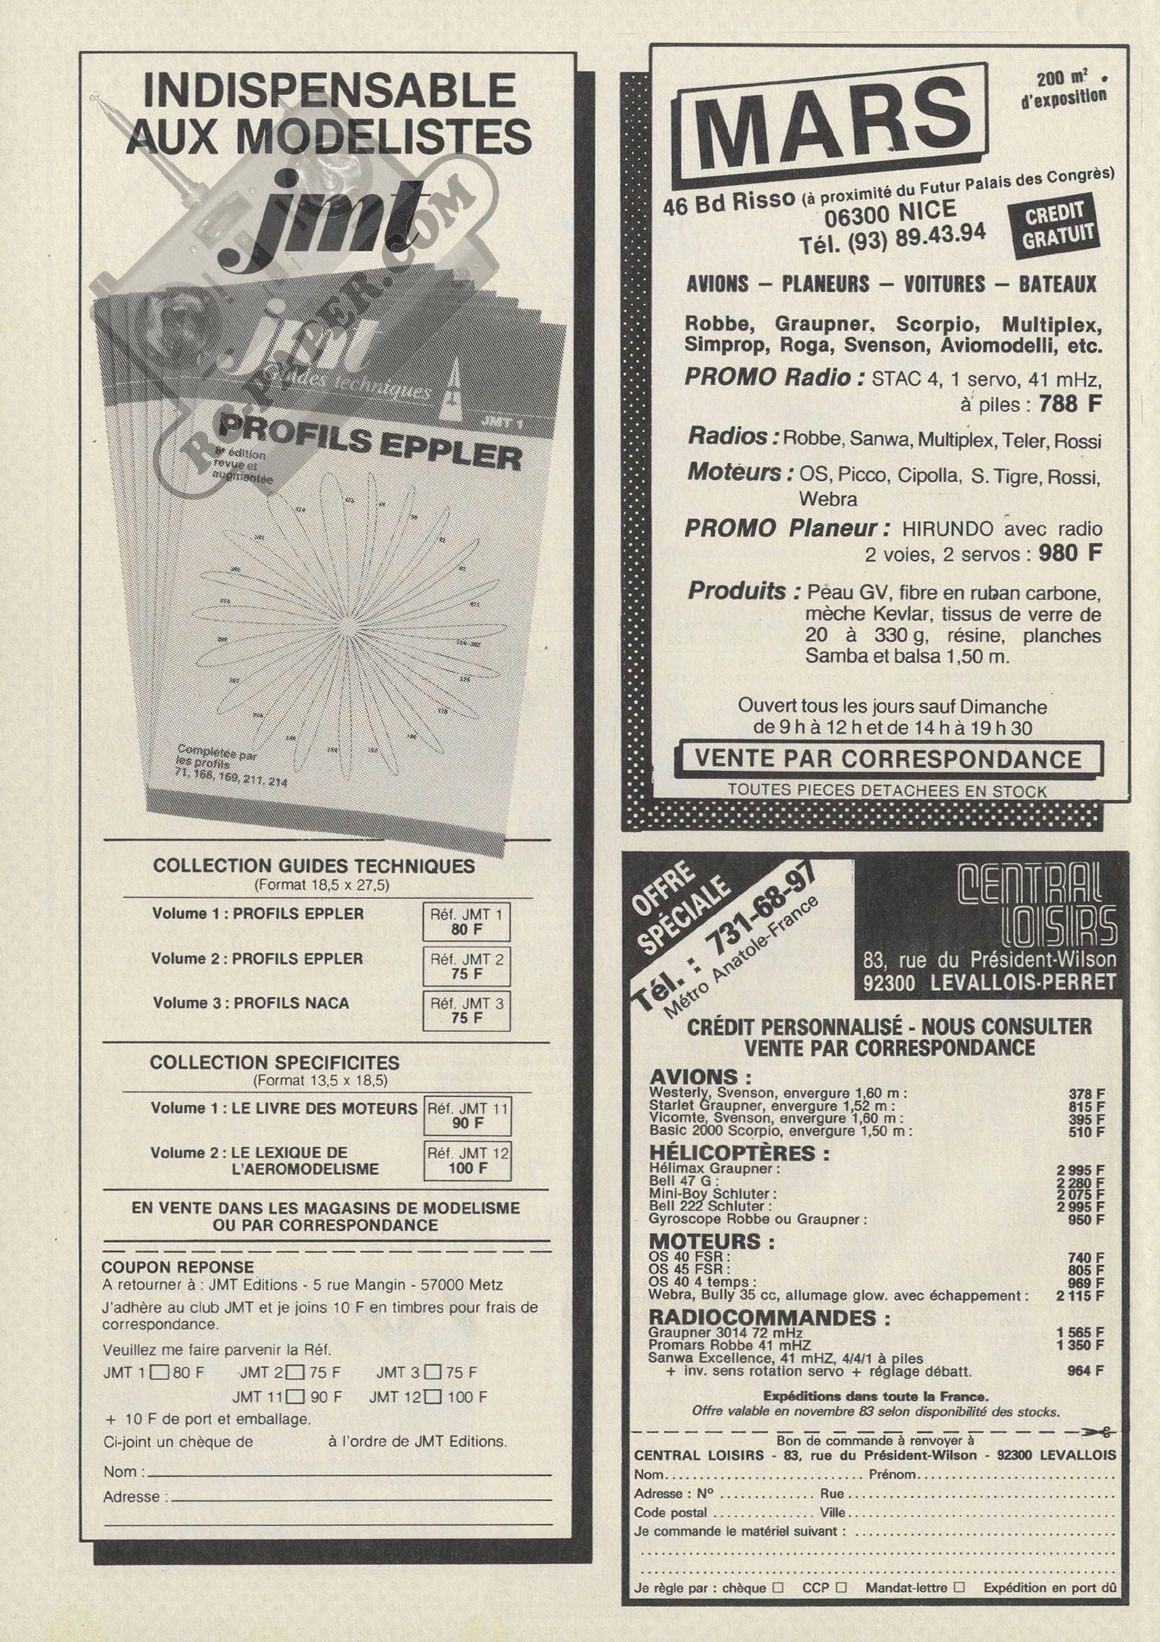 INDISPENSABLE
AUX MODELISTES
jmt
RC-PAPER.COM
jmt
Guides techniques
JMT 1
PROFILS EPPLER
6e édition
revue et
augmentée
Complétée par
les profils
71, 168, 169, 211, 214
COLLECTION GUIDES TECHNIQUES
(Format 18,5 x 27,5)
Volume 1 : PROFILS EPPLER Réf. JMT 1
80 F
Volume 2 : PROFILS EPPLER Réf. JMT 2
75 F
Volume 3 : PROFILS NACA Réf. JMT 3
75 F
COLLECTION SPECIFICITES
(Format 13,5 x 18,5)
Volume 1 : LE LIVRE DES MOTEURS Réf. JMT 11
90 F
Volume 2 : LE LEXIQUE DE Réf. JMT 12
L'AEROMODELISME 100 F
EN VENTE DANS LES MAGASINS DE MODELISME
OU PAR CORRESPONDANCE
COUPON REPONSE
A retourner à : JMT Editions - 5 rue Mangin - 57000 Metz
J'adhère au club JMT et je joins 10 F en timbres pour frais de
correspondance.
Veuillez me faire parvenir la Réf.
JMT 1 ☐ 80 F JMT 2 ☐ 75 F JMT 3 ☐ 75 F
JMT 11 ☐ 90 F JMT 12 ☐ 100 F
+ 10 F de port et emballage.
Ci-joint un chèque de à l'ordre de JMT Editions.
Nom :
Adresse :
MARS
200 m²
d'exposition
46 Bd Risso (à proximité du Futur Palais des Congrès)
06300 NICE
Tél. (93) 89.43.94
CREDIT
GRATUIT
AVIONS – PLANEURS – VOITURES – BATEAUX
Robbe, Graupner, Scorpio, Multiplex,
Simprop, Roga, Svenson, Aviomodelli, etc.
PROMO Radio : STAC 4, 1 servo, 41 mHz,
à piles : 788 F
Radios : Robbe, Sanwa, Multiplex, Teler, Rossi
Moteurs : OS, Picco, Cipolla, S. Tigre, Rossi,
Webra
PROMO Planeur : HIRUNDO avec radio
2 voies, 2 servos : 980 F
Produits : Peau GV, fibre en ruban carbone,
mèche Kevlar, tissus de verre de
20 à 330 g, résine, planches
Samba et balsa 1,50 m.
Ouvert tous les jours sauf Dimanche
de 9 h à 12 h et de 14 h à 19 h 30
VENTE PAR CORRESPONDANCE
TOUTES PIECES DETACHEES EN STOCK
OFFRE
SPÉCIALE
Tél. : 731-68-97
Métro Anatole-France
CENTRAL
LOISIRS
83, rue du Président-Wilson
92300 LEVALLOIS-PERRET
CRÉDIT PERSONNALISÉ - NOUS CONSULTER
VENTE PAR CORRESPONDANCE
AVIONS :
Westerly, Svenson, envergure 1,60 m : 378 F
Starlet Graupner, envergure 1,52 m : 815 F
Vicomte, Svenson, envergure 1,60 m : 395 F
Basic 2000 Scorpio, envergure 1,50 m : 510 F
HÉLICOPTÈRES :
Hélimax Graupner : 2 995 F
Bell 47 G : 2 280 F
Mini-Boy Schluter : 2 075 F
Bell 222 Schluter : 2 995 F
Gyroscope Robbe ou Graupner : 950 F
MOTEURS :
OS 40 FSR : 740 F
OS 45 FSR : 805 F
OS 40 4 temps : 969 F
Webra, Bully 35 cc, allumage glow. avec échappement : 2 115 F
RADIOCOMMANDES :
Graupner 3014 72 mHz 1 565 F
Promars Robbe 41 mHZ 1 350 F
Sanwa Excellence, 41 mHZ, 4/4/1 à piles
+ inv. sens rotation servo + réglage débatt. 964 F
Expéditions dans toute la France.
Offre valable en novembre 83 selon disponibilité des stocks.
Bon de commande à renvoyer à
CENTRAL LOISIRS - 83, rue du Président-Wilson - 92300 LEVALLOIS
Nom............................ Prénom............................
Adresse : N° .............. Rue ......................................
Code postal ............... Ville......................................
Je commande le matériel suivant : ......................................
Je règle par : chèque ☐ CCP ☐ Mandat-lettre ☐ Expédition en port dû